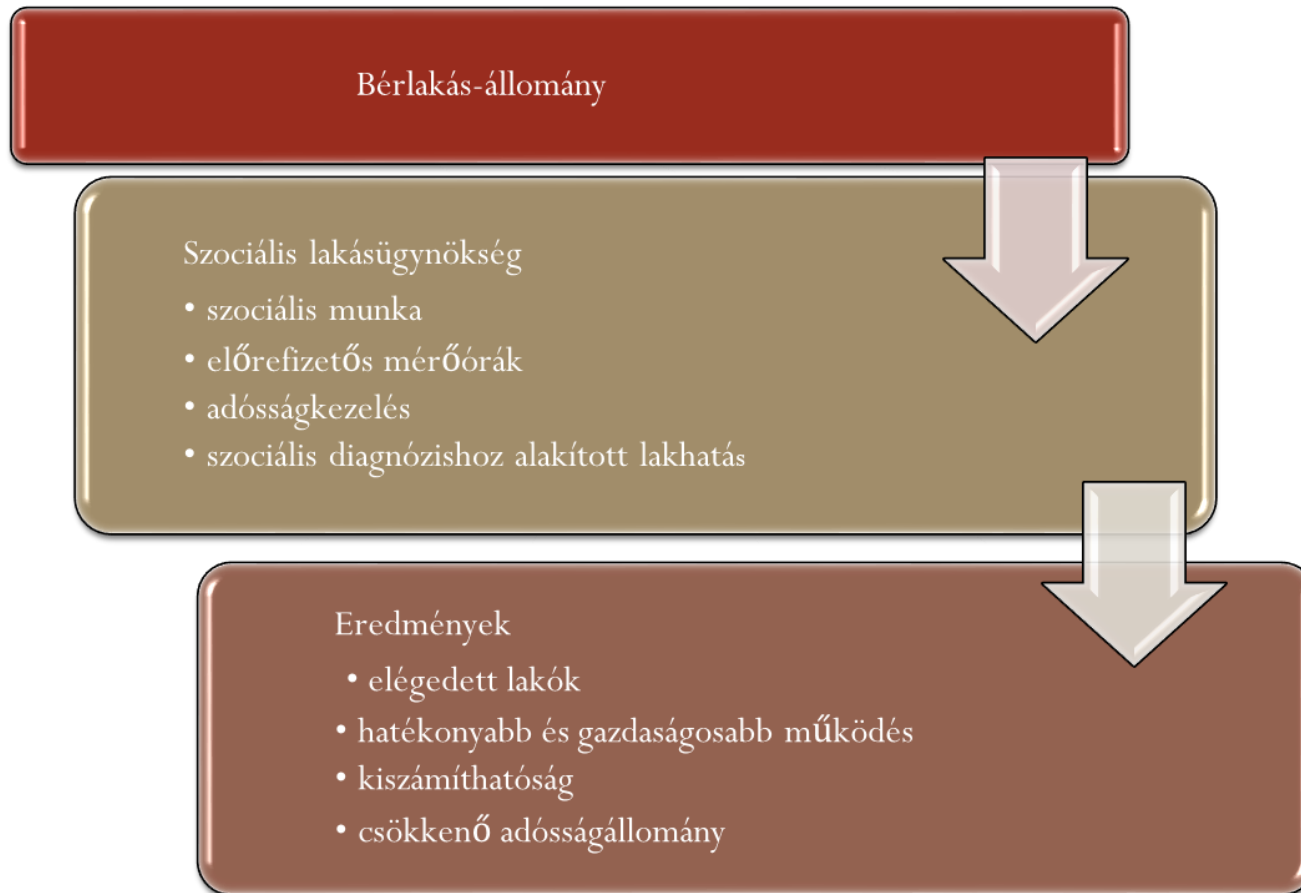 Bérlakás-állomány
Szociális lakásügynökség
• szociális munka
• előrefizetős mérőórák
• adósságkezelés
• szociális diagnózishoz alakított lakhatás
Eredmények
• elégedett lakók
• hatékonyabb és gazdaságosabb működés
• kiszámíthatóság
• csökkenő adósságállomány